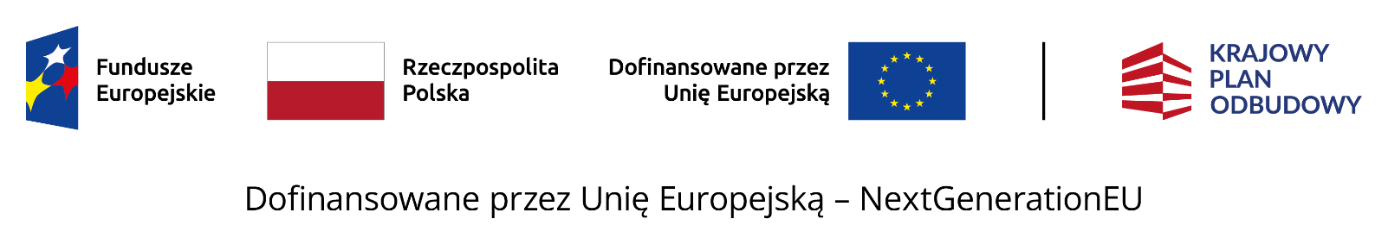 Fundusze
Europejskie
Rzeczpospolita
Polska
Dofinansowane przez
Unię Europejską
KRAJOWY
PLAN
ODBUDOWY
Dofinansowane przez Unię Europejską – NextGenerationEU